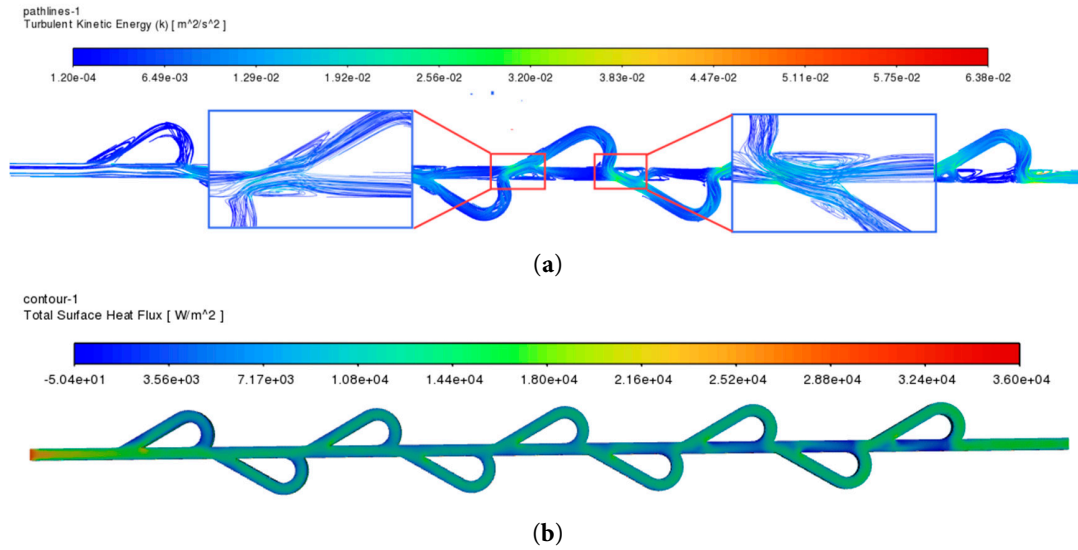 pathlines-1
Turbulent Kinetic Energy (k) [ m^2/s^2 ]
1.20e-04 6.49e-03 1.29e-02 1.92e-02 2.56e-02 3.20e-02 3.83e-02 4.47e-02 5.11e-02 5.75e-02 6.38e-02
(a)
contour-1
Total Surface Heat Flux [ W/m^2 ]
-5.04e+01 3.56e+03 7.17e+03 1.08e+04 1.44e+04 1.80e+04 2.16e+04 2.52e+04 2.88e+04 3.24e+04 3.60e+04
(b)